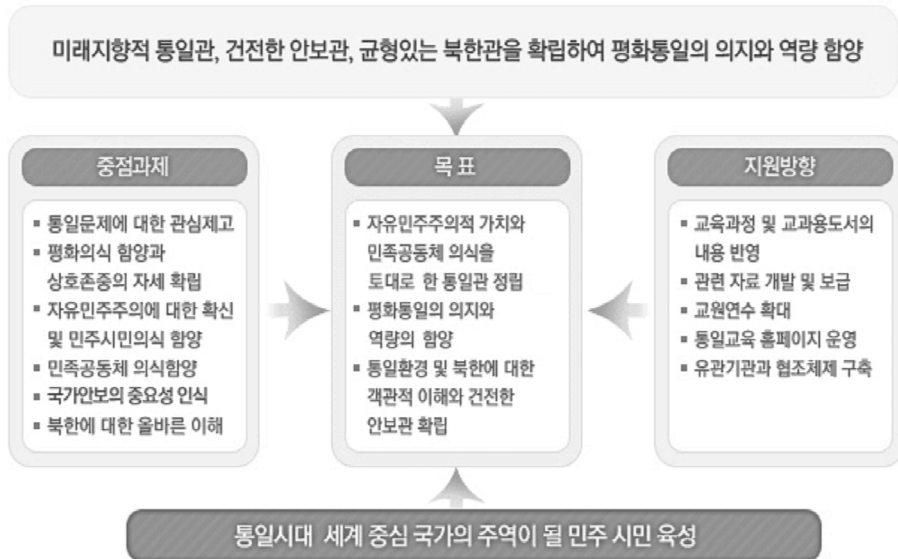 미래지향적 통일관, 건전한 안보관, 균형있는 북한관을 확립하여 평화통일의 의지와 역량 함양
중점과제
▪ 통일문제에 대한 관심제고
▪ 평화의식 함양과
상호존중의 자세 확립
▪ 자유민주주의에 대한 확신
및 민주시민의식 함양
▪ 민족공동체 의식함양
▪ 국가안보의 중요성 인식
▪ 북한에 대한 올바른 이해
목 표
▪ 자유민주주의적 가치와
민족공동체 의식을
토대로 한 통일관 정립
▪ 평화통일의 의지와
역량의 함양
▪ 통일환경 및 북한에 대한
객관적 이해와 건전한
안보관 확립
지원방향
▪ 교육과정 및 교과용도서의
내용 반영
▪ 관련 자료 개발 및 보급
▪ 교원연수 확대
▪ 통일교육 홈페이지 운영
▪ 유관기관과 협조체제 구축
통일시대 세계 중심 국가의 주역이 될 민주 시민 육성